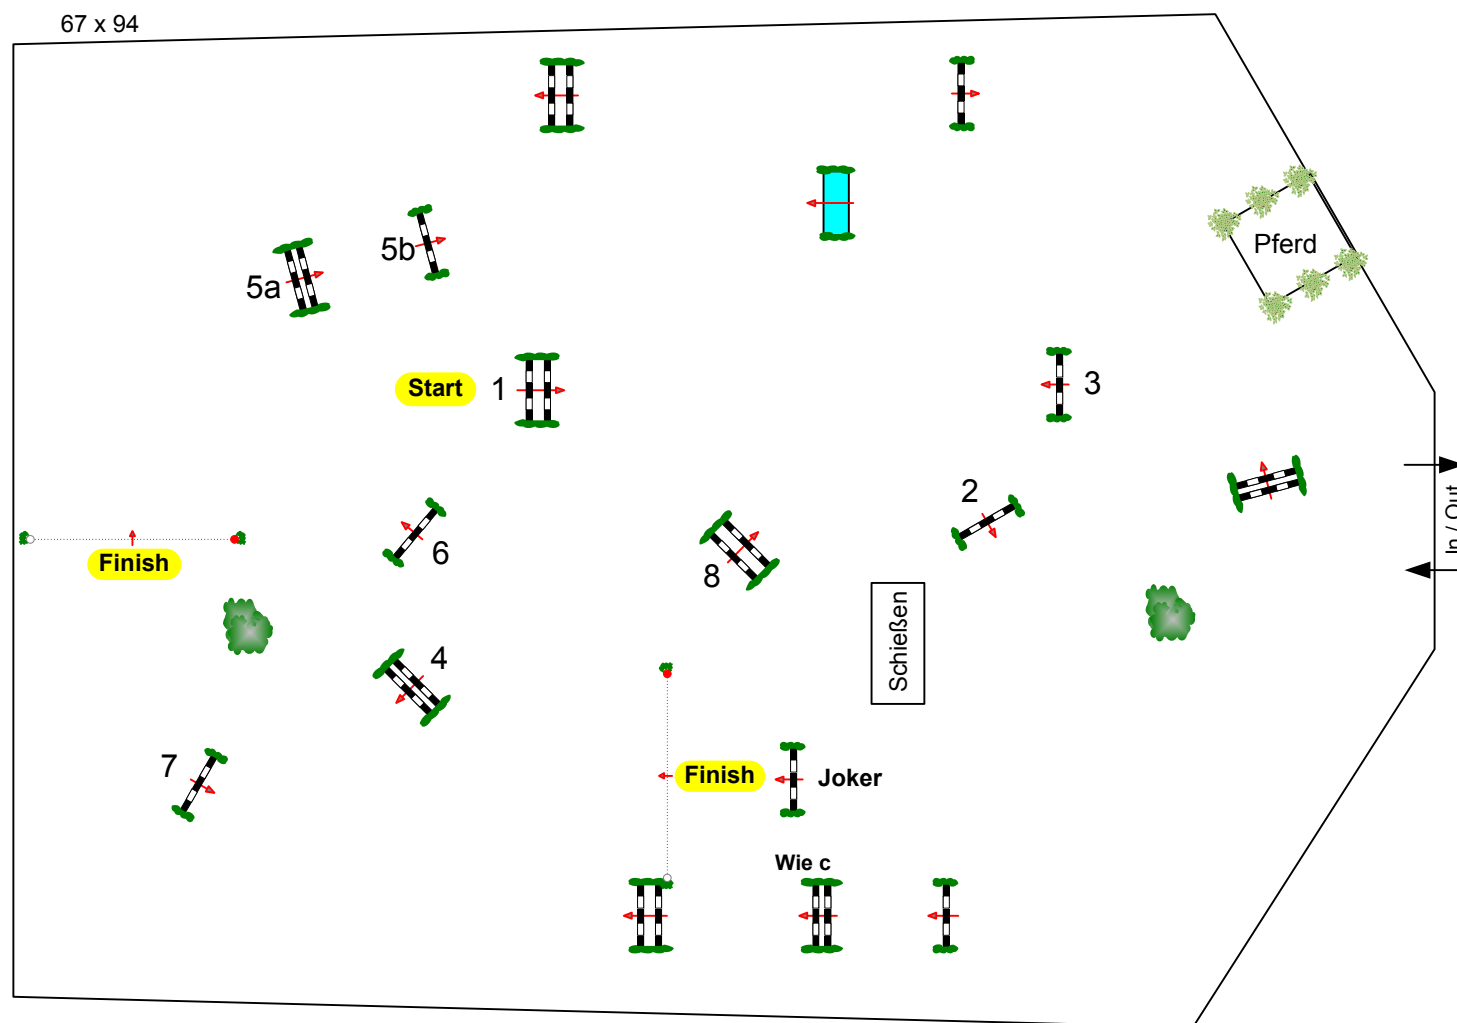 67 x 94
5b
5a
Pferd
Start
1
3
2
In / Out
6
Finish
8
Schießen
4
7
Finish
Joker
Wie c